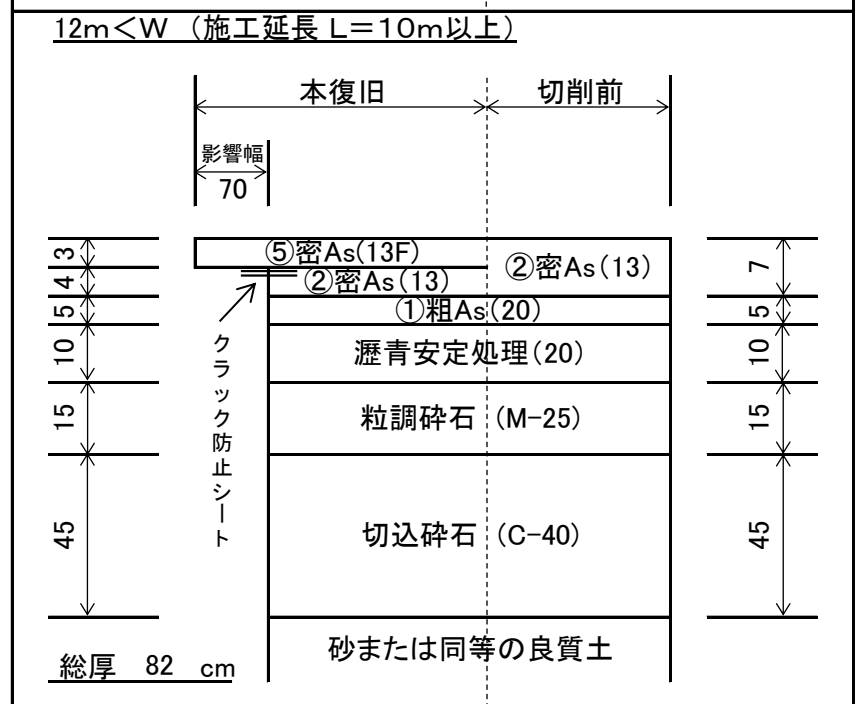 12m＜W （施工延長 L＝10m以上）
本復旧
切削前
影響幅
70
3
⑤密As(13F)
②密As(13)
7
4
②密As(13)
5
①粗As(20)
5
10
瀝青安定処理(20)
10
15
粒調砕石 (M-25)
15
クラック防止シート
45
切込砕石 (C-40)
45
砂または同等の良質土
総厚 82 cm